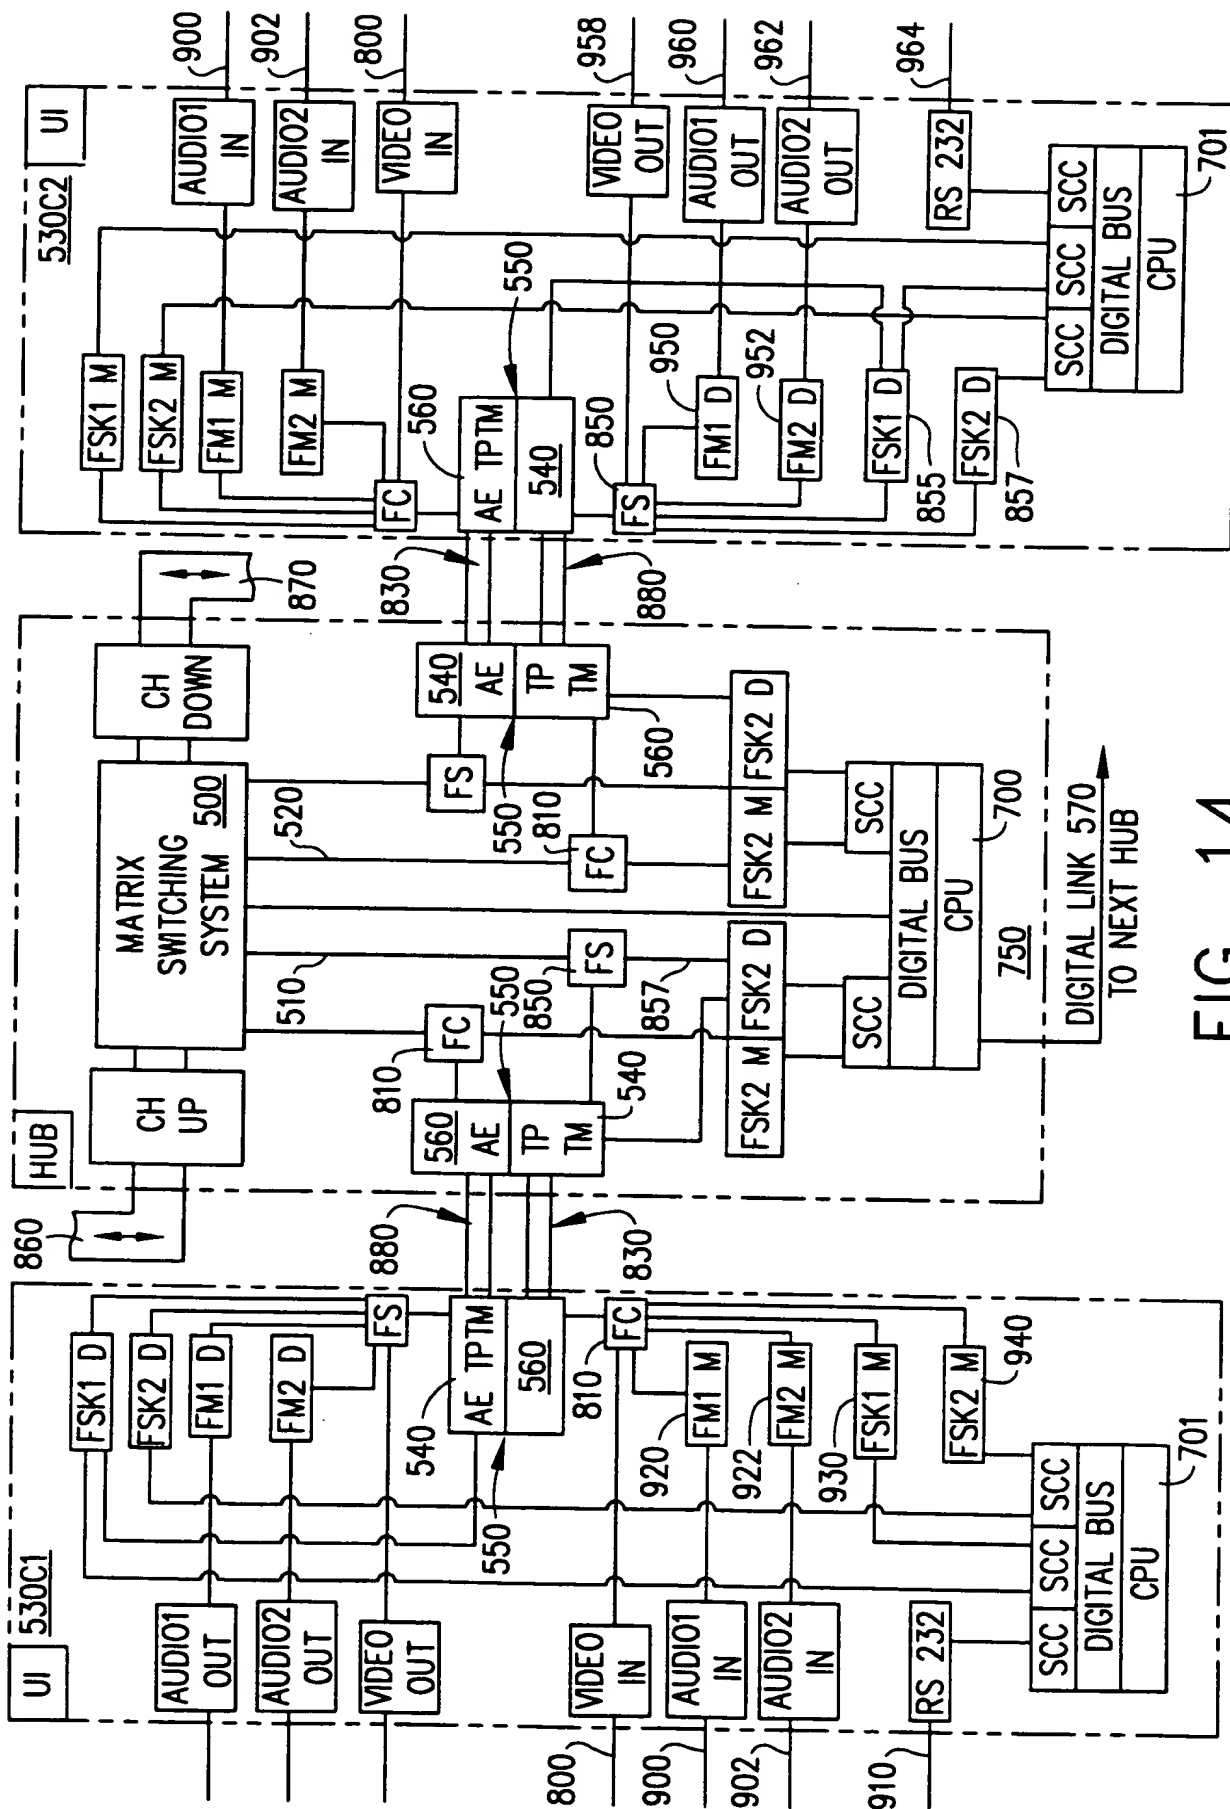 UI
530C1
AUDIO1
OUT
AUDIO2
OUT
VIDEO
OUT
FSK1 D
FSK2 D
FM1 D
FM2 D
FS
540
AE TPTM
560
550
880
830
VIDEO
IN
800
AUDIO1
IN
900
AUDIO2
IN
902
RS 232
910
810
FC
920
FM1 M
922
FM2 M
930
FSK1 M
FSK2 M
940
SCC
SCC
SCC
DIGITAL BUS
CPU
701
860
HUB
CH
UP
MATRIX
SWITCHING
SYSTEM 500
CH
DOWN
870
510
520
810
FC
560
AE
TP
TM
550
540
850
FS
857
FS
540
AE
TP
TM
550
560
810
FC
830
880
FSK2 M
FSK2 D
FSK2 M
FSK2 D
SCC
SCC
DIGITAL BUS
CPU
700
750
DIGITAL LINK 570
TO NEXT HUB
530C2
UI
FSK1 M
FSK2 M
FM1 M
FM2 M
FC
AUDIO1
IN
900
AUDIO2
IN
902
VIDEO
IN
800
560
AE TPTM
540
550
850
FS
VIDEO
OUT
958
AUDIO1
OUT
960
AUDIO2
OUT
962
RS 232
964
950
FM1 D
952
FM2 D
FSK1 D
855
FSK2 D
857
SCC
SCC
SCC
DIGITAL BUS
CPU
701
FIG. 14